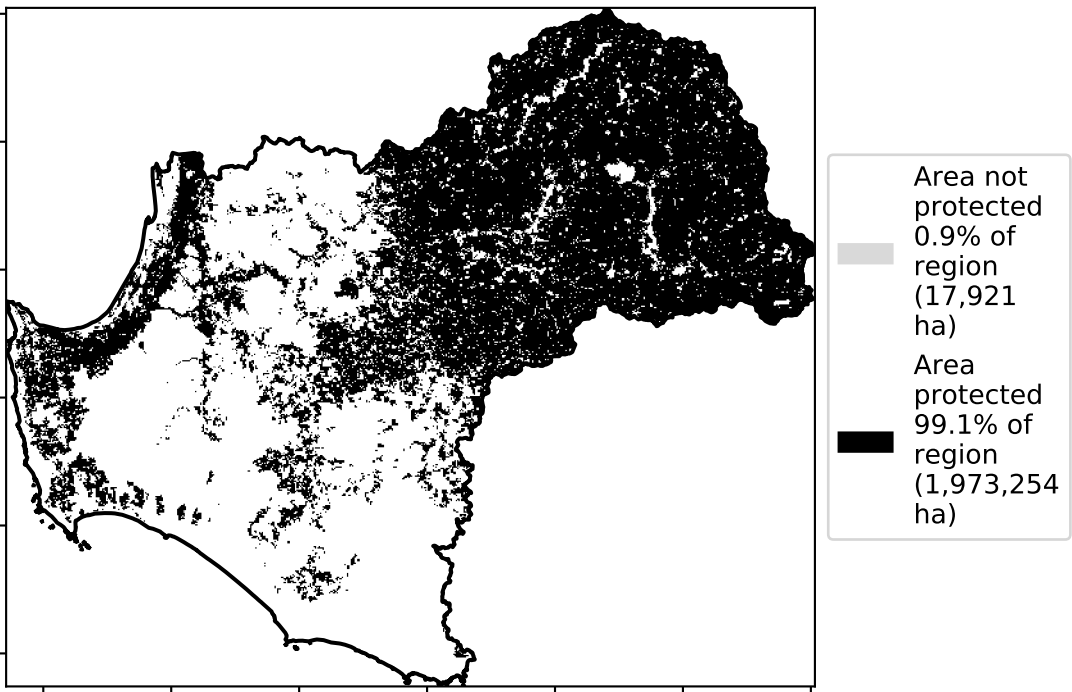 Area not
protected
0.9% of
region
(17,921
ha)
Area
protected
99.1% of
region
(1,973,254
ha)